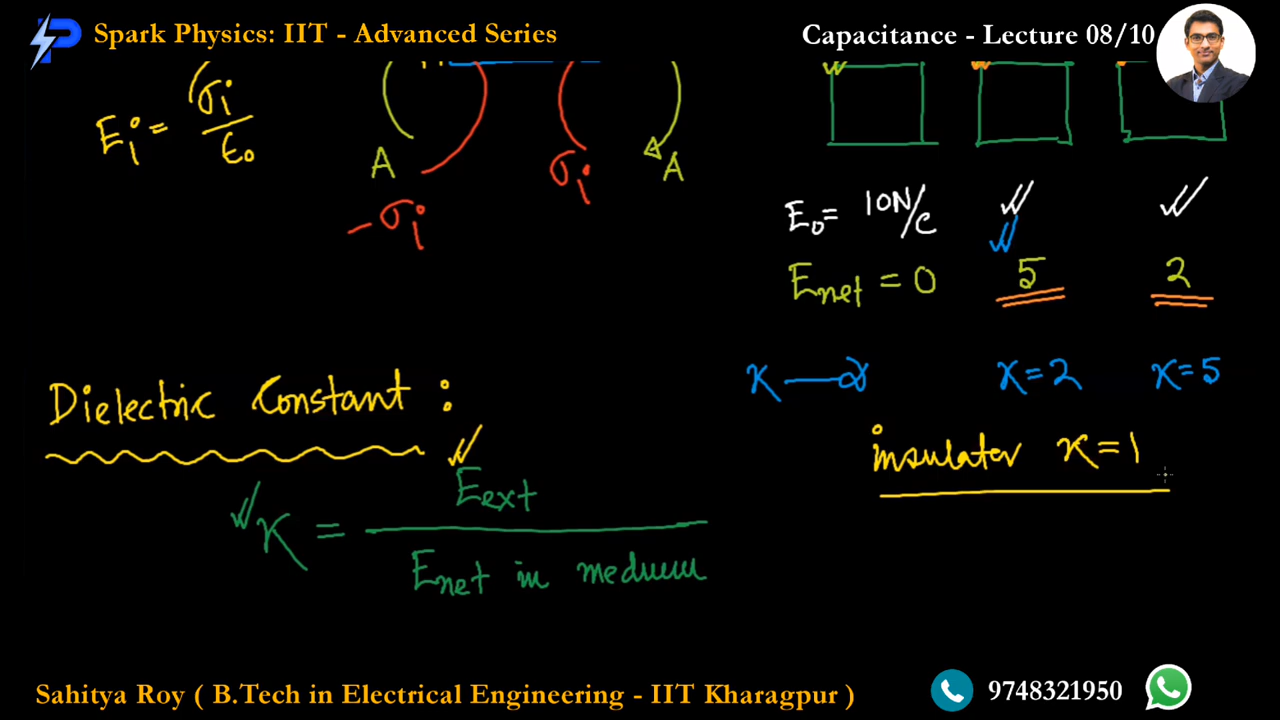 Spark Physics: IIT - Advanced Series
Capacitance - Lecture 08/10
Ei = σi / ε0
A
-σi
σi
A
E0 = 10N/C
Enet = 0 5 2
K — ∝ K=2 K=5
Dielectric Constant :
insulater K=1
K = Eext / Enet in medium
Sahitya Roy ( B.Tech in Electrical Engineering - IIT Kharagpur )
9748321950